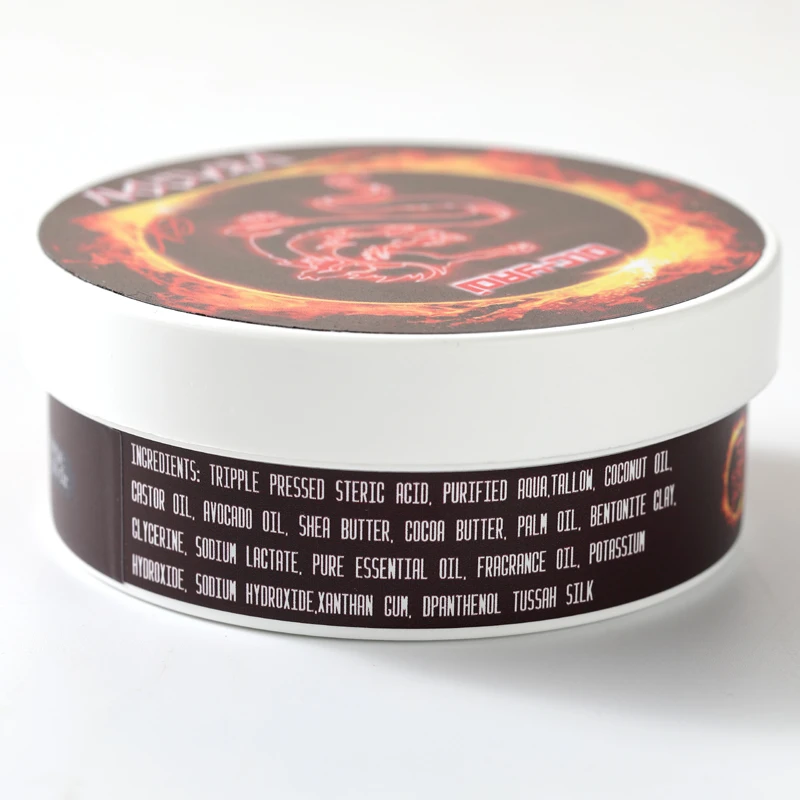 INGREDIENTS: TRIPPLE PRESSED STERIC ACID, PURIFIED AQUA,TALLOW, COCONUT OIL,
CASTOR OIL, AVOCADO OIL, SHEA BUTTER, COCOA BUTTER, PALM OIL, BENTONITE CLAY,
GLYCERINE, SODIUM LACTATE, PURE ESSENTIAL OIL, FRAGRANCE OIL, POTASSIUM
HYDROXIDE, SODIUM HYDROXIDE,XANTHAN GUM, DPANTHENOL TUSSAH SILK